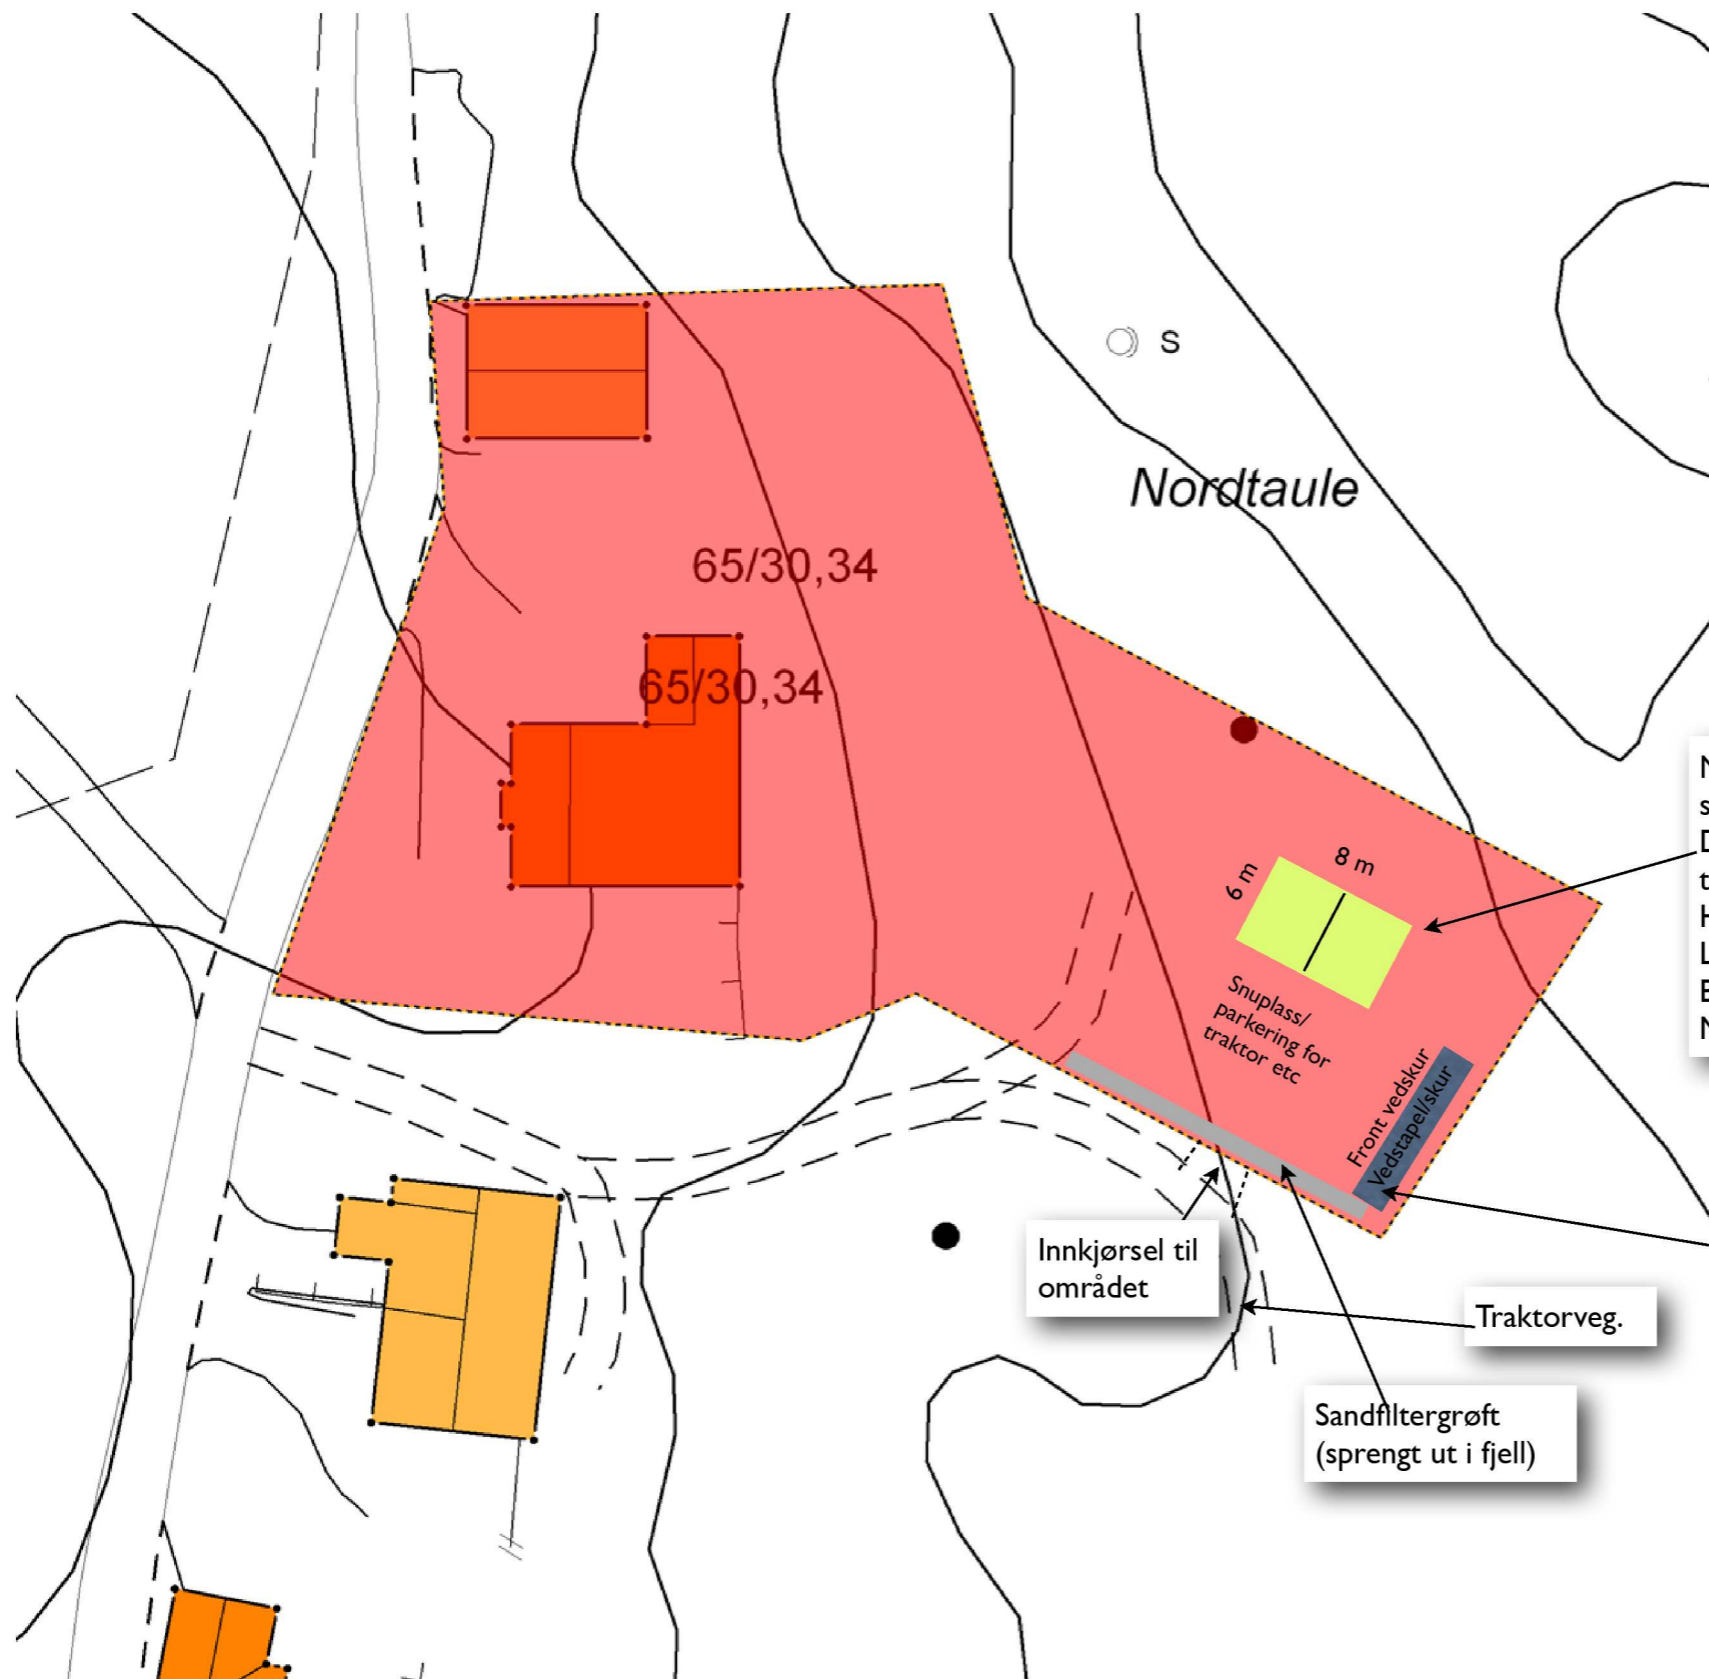 S
Nordtaule
65/30,34
65/30,34
8 m
6 m
Snuplass/
parkering for
traktor etc
Front vedskur
Vedstapel/skur
Innkjørsel til
området
Traktorveg.
Sandfiltergrøft
(sprengt ut i fjell)